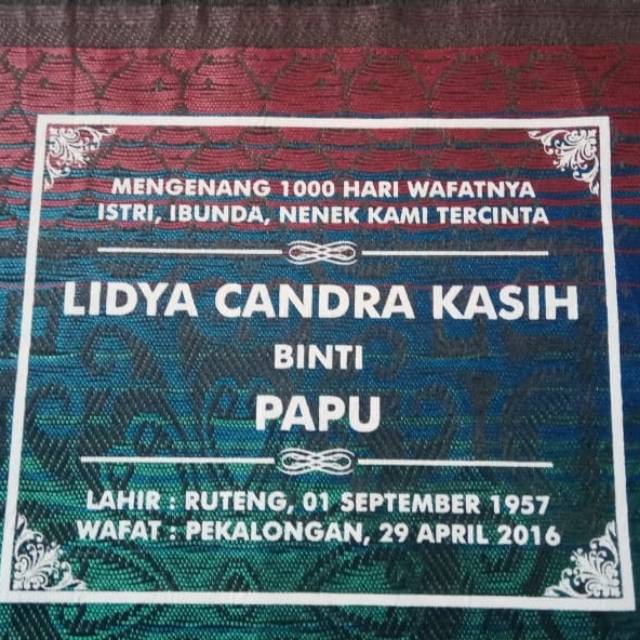 MENGENANG 1000 HARI WAFATNYA
ISTRI, IBUNDA, NENEK KAMI TERCINTA
LIDYA CANDRA KASIH
BINTI
PAPU
LAHIR : RUTENG, 01 SEPTEMBER 1957
WAFAT : PEKALONGAN, 29 APRIL 2016